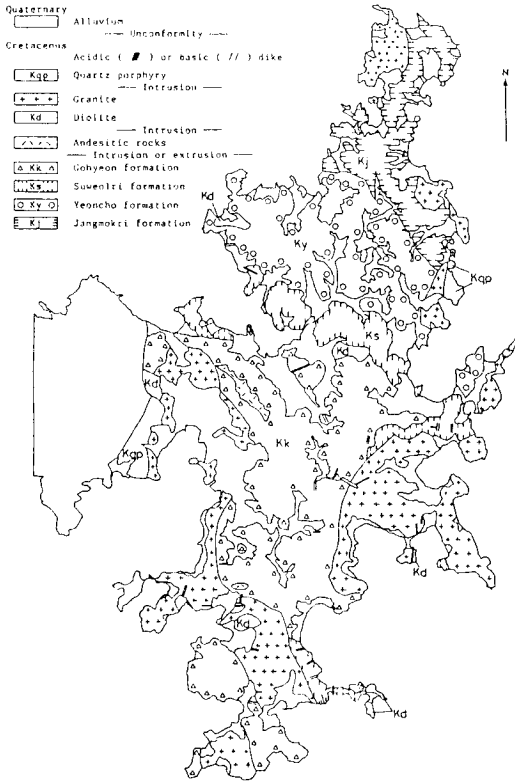 Quaternary
Alluvium
Unconformity
Cretaceous
Acidic ( ) or basic ( // ) dike
Kqp Quartz porphyry
Intrusion
Granite
Kd Diolite
Intrusion
Andesitic rocks
Intrusion or extrusion
Kk Gohyeon formation
Ks Suwenlri formation
Ky Yeoncho formation
Kj Jangmokri formation
N
Kj
Kd
Ky
Kqp
Ks
Kd
Kd
Kk
Kqp
Kd
Kd
Kd